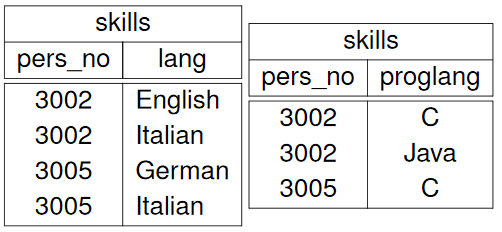 skills
pers_no lang
3002 English
3002 Italian
3005 German
3005 Italian
skills
pers_no proglang
3002 C
3002 Java
3005 C